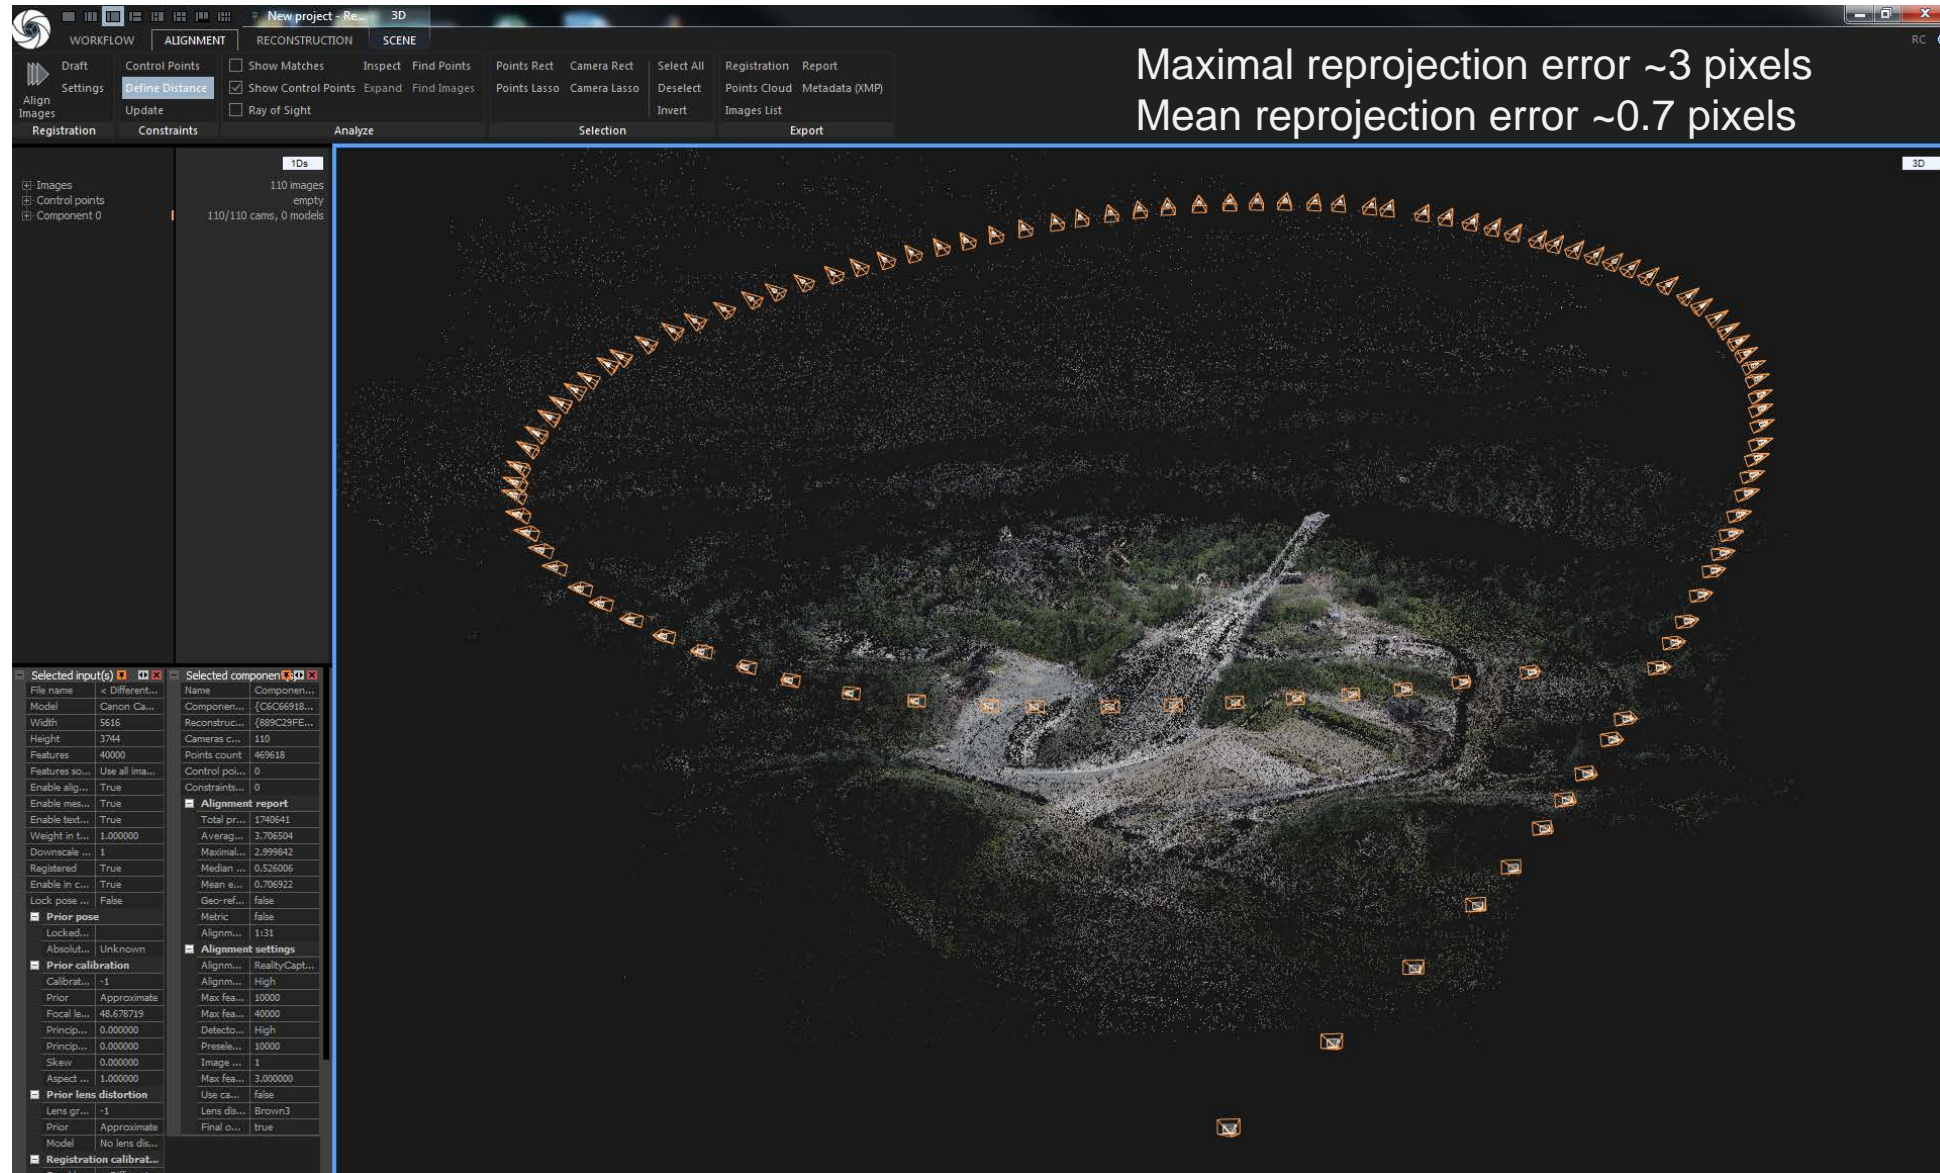 New project - Re... 3D
WORKFLOW ALIGNMENT RECONSTRUCTION SCENE
RC
Draft Control Points Show Matches Inspect Find Points Points Rect Camera Rect Select All Registration Report
Settings Define Distance Show Control Points Expand Find Images Points Lasso Camera Lasso Deselect Points Cloud Metadata (XMP)
Align Images Update Ray of Sight Invert Images List
Registration Constraints Analyze Selection Export
Maximal reprojection error ~3 pixels
Mean reprojection error ~0.7 pixels
1Ds
3D
Images 110 images
Control points empty
Component 0 110/110 cams, 0 models
Selected input(s)
File name < Different...
Model Canon Ca...
Width 5616
Height 3744
Features 40000
Features so... Use all ima...
Enable alig... True
Enable mes... True
Enable text... True
Weight in t... 1.000000
Downscale ... 1
Registered True
Enable in c... True
Lock pose ... False
Prior pose
Locked...
Absolut... Unknown
Prior calibration
Calibrat... -1
Prior Approximate
Focal le... 48.678719
Princip... 0.000000
Princip... 0.000000
Skew 0.000000
Aspect ... 1.000000
Prior lens distortion
Lens gr... -1
Prior Approximate
Model No lens dis...
Registration calibrat...
Selected component
Name Componen...
Componen... {C6C66918...
Reconstruc... {889C29FE...
Cameras c... 110
Points count 469618
Control poi... 0
Constraints... 0
Alignment report
Total pr... 1740641
Averag... 3.706504
Maximal... 2.999842
Median ... 0.526006
Mean e... 0.706922
Geo-ref... false
Metric false
Alignm... 1:31
Alignment settings
Alignm... RealityCapt...
Alignm... High
Max fea... 10000
Max fea... 40000
Detecto... High
Presele... 10000
Image ... 1
Max fea... 3.000000
Use ca... false
Lens dis... Brown3
Final o... true